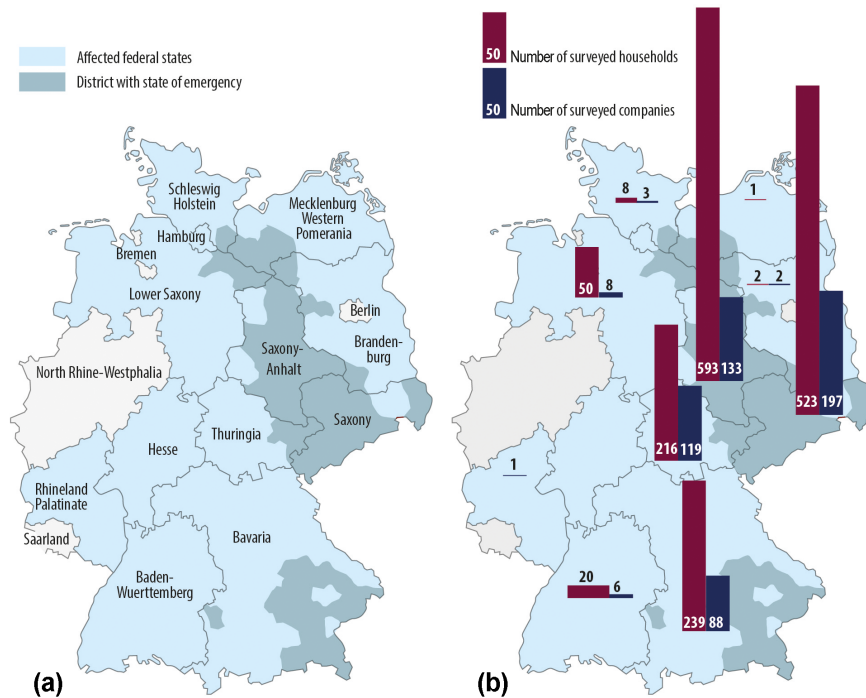 Affected federal states
District with state of emergency
Schleswig
Holstein
Mecklenburg
Western
Pomerania
Hamburg
Bremen
Lower Saxony
Berlin
Branden-
burg
Saxony-
Anhalt
North Rhine-Westphalia
Saxony
Thuringia
Hesse
Rhineland
Palatinate
Saarland
Bavaria
Baden-
Wuerttemberg
(a)
50 Number of surveyed households
50 Number of surveyed companies
8 3
1
50 8
2 2
593 133
523 197
216 119
1
20 6
239 88
(b)